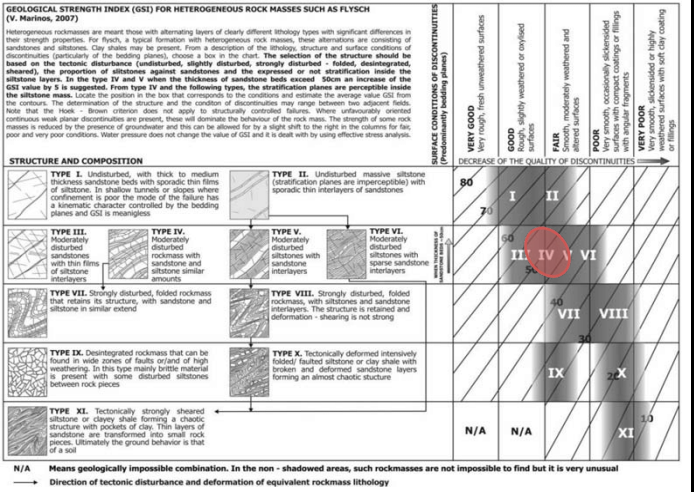 GEOLOGICAL STRENGTH INDEX (GSI) FOR HETEROGENEOUS ROCK MASSES SUCH AS FLYSCH
(V. Marinos, 2007)
Heterogeneous rockmasses are meant those with alternating layers of clearly different lithology types with significant differences in
their strength properties. For flysch, a typical formation with heterogeneous rock masses, these alternations are consisting of
sandstones and siltstones. Clay shales may be present. From a description of the lithology, structure and surface conditions of
discontinuities (particularly of the bedding planes), choose a box in the chart. The selection of the structure should be
based on the tectonic disturbance (undisturbed, slightly disturbed, strongly disturbed - folded, desintegrated,
sheared), the proportion of siltstones against sandstones and the expressed or not stratification inside the
siltstone layers. In the type IV and V when the thickness of sandstone beds exceed 50cm an increase of the
GSI value by 5 is suggested. From type IV and the following types, the stratification planes are perceptible inside
the siltstone mass. Locate the position in the box that corresponds to the conditions and estimate the average value GSI from
the contours. The determination of the structure and the conditon of discontinuities may range between two adjacent fields.
Note that the Hoek - Brown criterion does not apply to structurally controlled failures. Where unfavourably oriented
continuous weak planar discontinuities are present, these will dominate the behaviour of the rock mass. The strength of some rock
masses is reduced by the presence of groundwater and this can be allowed for by a slight shift to the right in the columns for fair,
poor and very poor conditions. Water pressure does not change the value of GSI and it is dealt with by using effective stress analysis.
SURFACE CONDITIONS OF DISCONTINUITIES
(Predominantly bedding planes)
VERY GOOD
Very rough, fresh unweathered surfaces
GOOD
Rough, slightly weathered or oxylised
surfaces
FAIR
Smooth, moderately weathered and
altered surfaces
POOR
Very smooth, occasionally slickensided
surfaces with compact coatings or fillings
with angular fragments
VERY POOR
Very smooth, slickensided or highly
weathered surfaces with soft clay coating
or fillings
STRUCTURE AND COMPOSITION
DECREASE OF THE QUALITY OF DISCONTINUITIES
TYPE I. Undisturbed, with thick to medium
thickness sandstone beds with sporadic thin films
of siltstone. In shallow tunnels or slopes where
confinement is poor the mode of the failure has
a kinematic character controlled by the bedding
planes and GSI is meaningless
TYPE II. Undisturbed massive siltstone
(stratification planes are imperceptible) with
sporadic thin interlayers of sandstones
80
70
I
II
TYPE III.
Moderately
disturbed
sandstones
with thin films
of siltstone
interlayers
TYPE IV.
Moderately
disturbed
rockmass with
sandstone and
siltstone similar
amounts
TYPE V.
Moderately
disturbed
siltstones with
sandstone
interlayers
TYPE VI.
Moderately
disturbed
siltstones with
sparse sandstone
interlayers
60
III
IV
V
VI
TYPE VII. Strongly disturbed, folded rockmass
that retains its structure, with sandstone and
siltstone in similar extend
TYPE VIII. Strongly disturbed, folded
rockmass, with siltstones and sandstone
interlayers. The structure is retained and
deformation - shearing is not strong
40
VII
VIII
30
TYPE IX. Desintegrated rockmass that can be
found in wide zones of faults or/and of high
weathering. In this type mainly brittle material
is present with some disturbed siltstones
between rock pieces
TYPE X. Tectonically deformed intensively
folded/ faulted siltstone or clay shale with
broken and deformed sandstone layers
forming an almost chaotic stucture
IX
20
X
TYPE XI. Tectonically strongly sheared
siltstone or clayey shale forming a chaotic
structure with pockets of clay. Thin layers of
sandstone are transformed into small rock
pieces. Ultimately the ground behavior is that
of a soil
N/A
N/A
10
XI
N/A Means geologically impossible combination. In the non - shadowed areas, such rockmasses are not impossible to find but it is very unusual
Direction of tectonic disturbance and deformation of equivalent rockmass lithology